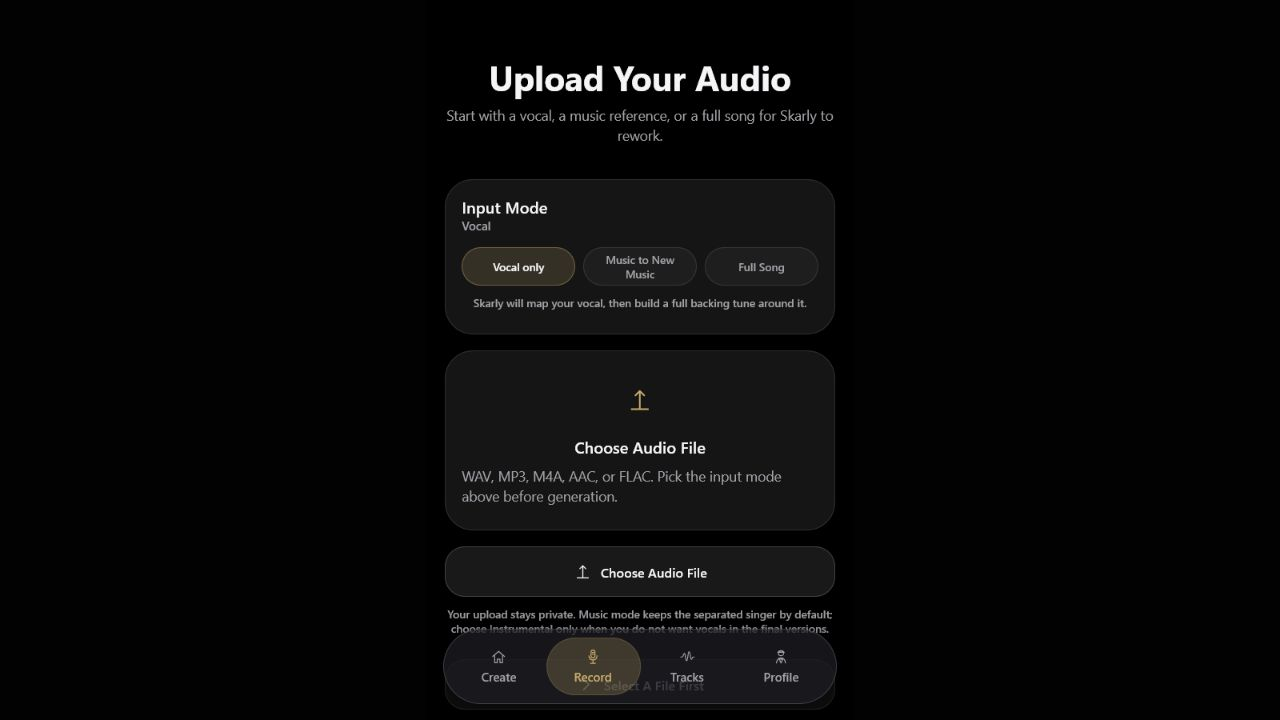 Upload Your Audio
Start with a vocal, a music reference, or a full song for Skarly to
rework.
Input Mode
Vocal
Vocal only
Music to New
Music
Full Song
Skarly will map your vocal, then build a full backing tune around it.
Choose Audio File
WAV, MP3, M4A, AAC, or FLAC. Pick the input mode
above before generation.
Choose Audio File
Your upload stays private. Music mode keeps the separated singer by default;
choose Instrumental only when you do not want vocals in the final versions.
Select A File First
Create
Record
Tracks
Profile